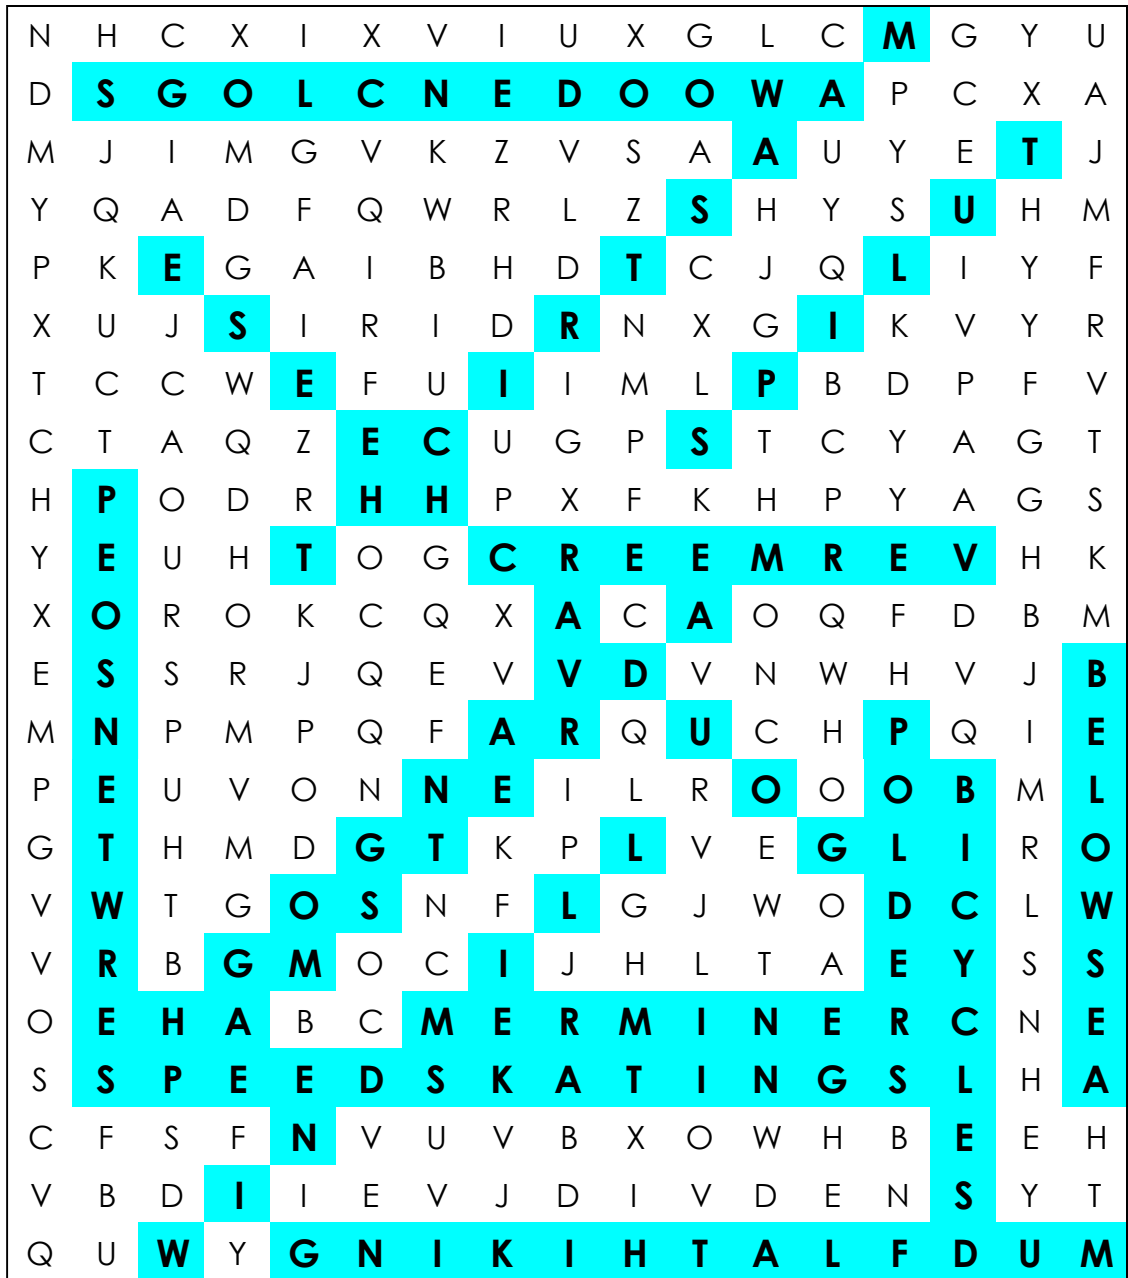 N H C X I X V I U X G L C M G Y U
D S G O L C N E D O O W A P C X A
M J I M G V K Z V S A A U Y E T J
Y Q A D F Q W R L Z S H Y S U H M
P K E G A I B H D T C J Q L I Y F
X U J S I R I D R N X G I K V Y R
T C C W E F U I I M L P B D P F V
C T A Q Z E C U G P S T C Y A G T
H P O D R H H P X F K H P Y A G S
Y E U H T O G C R E E M R E V H K
X O R O K C Q X A C A O Q F D B M
E S S R J Q E V V D V N W H V J B
M N P M P Q F A R Q U C H P Q I E
P E U V O N N E I L R O O O B M L
G T H M D G T K P L V E G L I R O
V W T G O S N F L G J W O D C L W
V R B G M O C I J H L T A E Y S S
O E H A B C M E R M I N E R C N E
S S P E E D S K A T I N G S L H A
C F S F N V U V B X O W H B E E H
V B D I I E V J D I V D E N S Y T
Q U W Y G N I K I H T A L F D U M